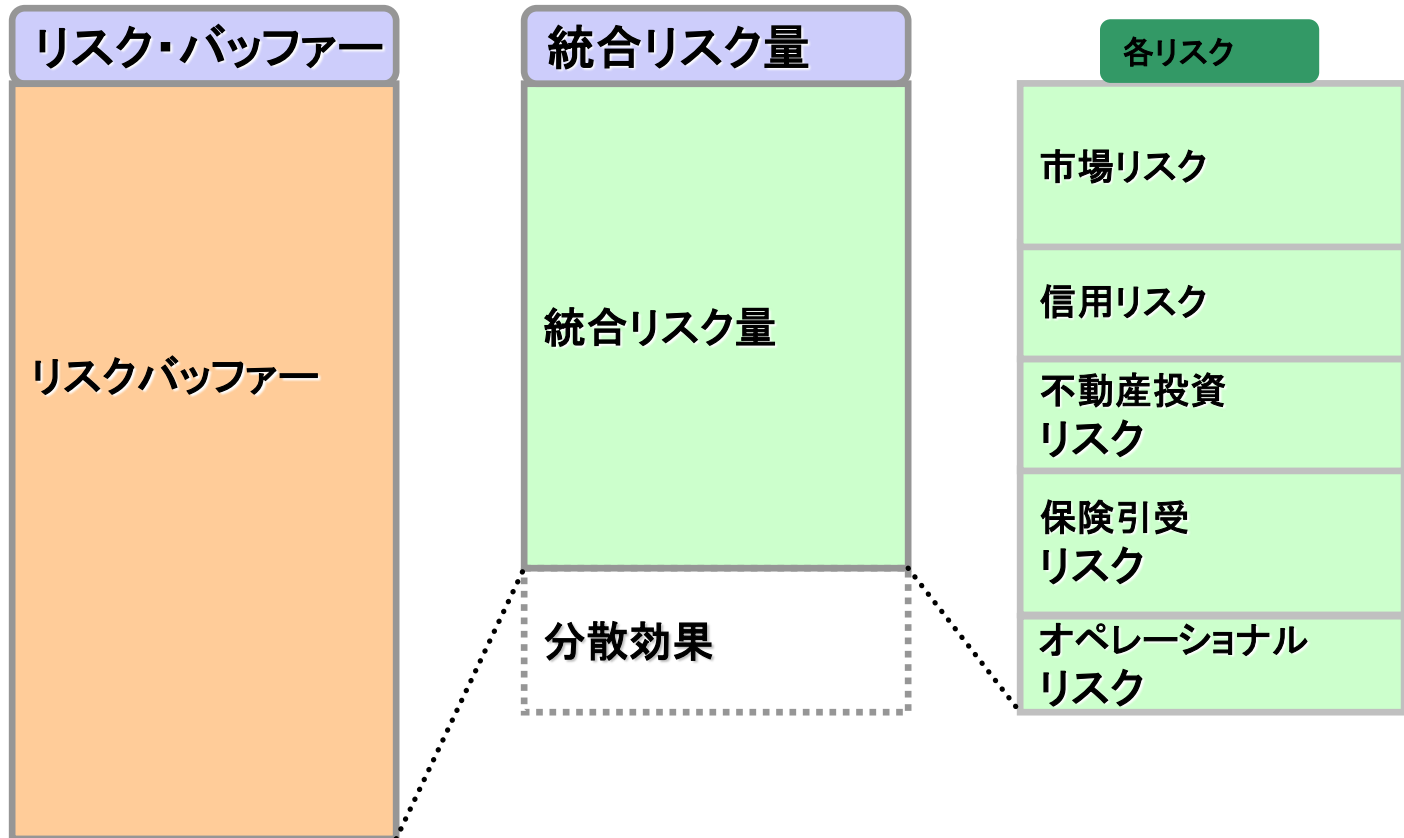 リスク・バッファー
統合リスク量
各リスク
リスクバッファー
統合リスク量
分散効果
市場リスク
信用リスク
不動産投資
リスク
保険引受
リスク
オペレーショナル
リスク